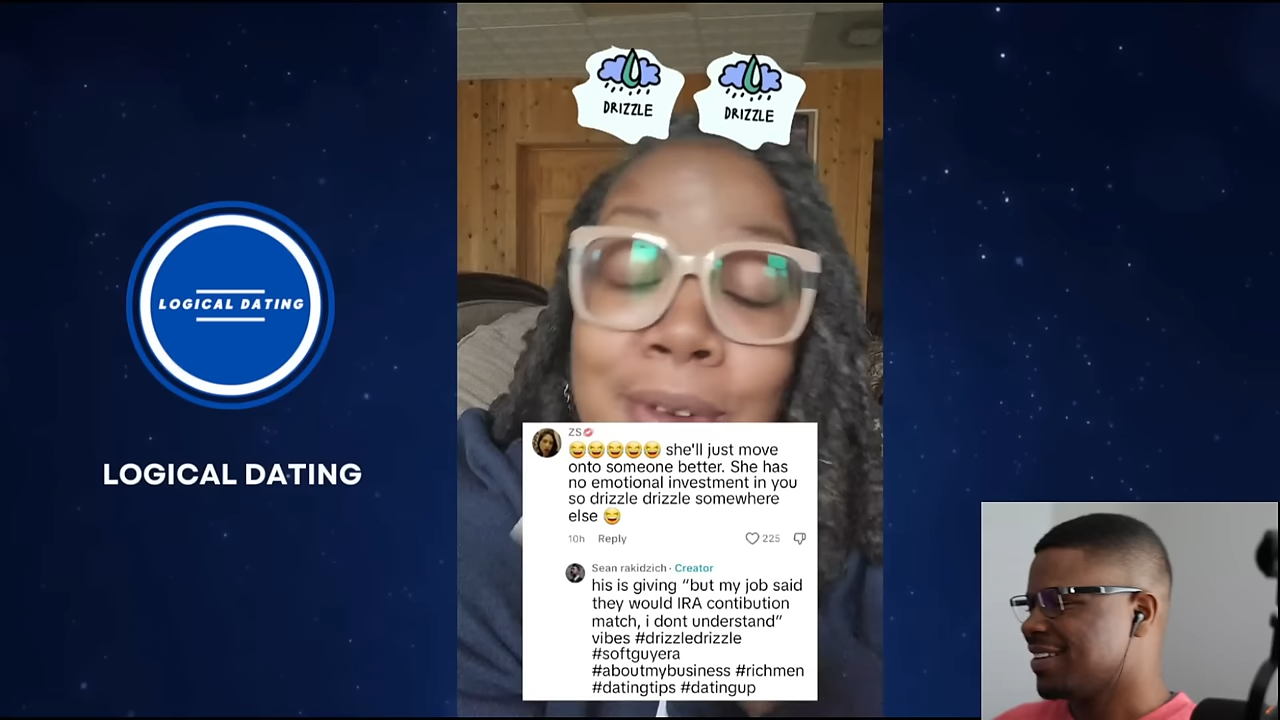 DRIZZLE
DRIZZLE
LOGICAL DATING
LOGICAL DATING
ZS💋
😂😂😂😂😂 she'll just move
onto someone better. She has
no emotional investment in you
so drizzle drizzle somewhere
else 😂
10h Reply 225
Sean rakidzich · Creator
his is giving “but my job said
they would IRA contibution
match, i dont understand”
vibes #drizzledrizzle
#softguyera
#aboutmybusiness #richmen
#datingtips #datingup